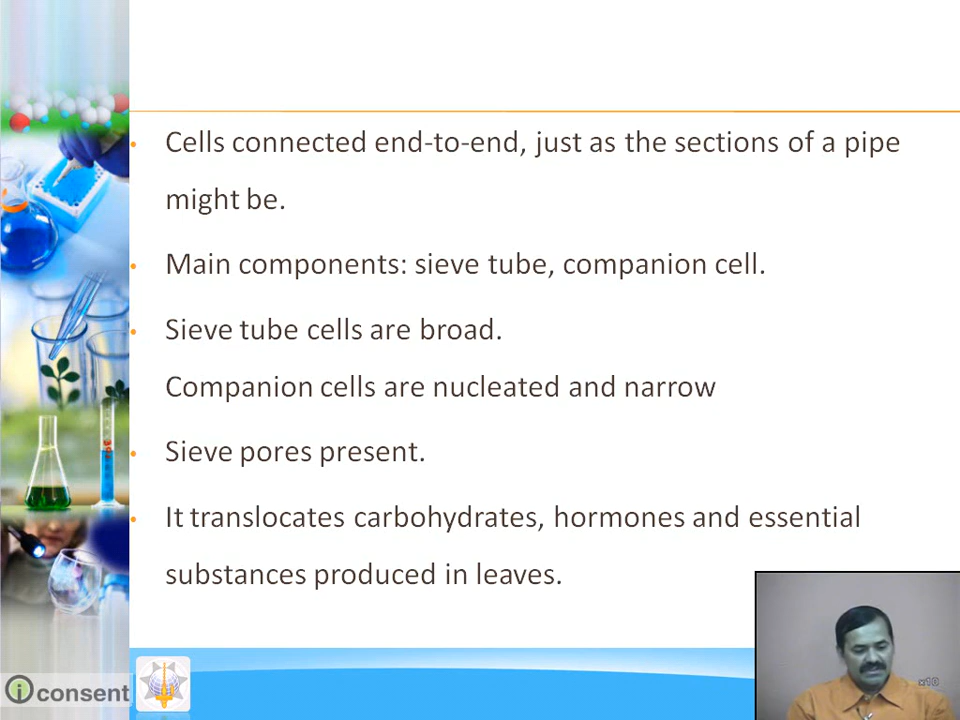 • Cells connected end-to-end, just as the sections of a pipe
might be.
• Main components: sieve tube, companion cell.
• Sieve tube cells are broad.
Companion cells are nucleated and narrow
• Sieve pores present.
• It translocates carbohydrates, hormones and essential
substances produced in leaves.
i consent
x10